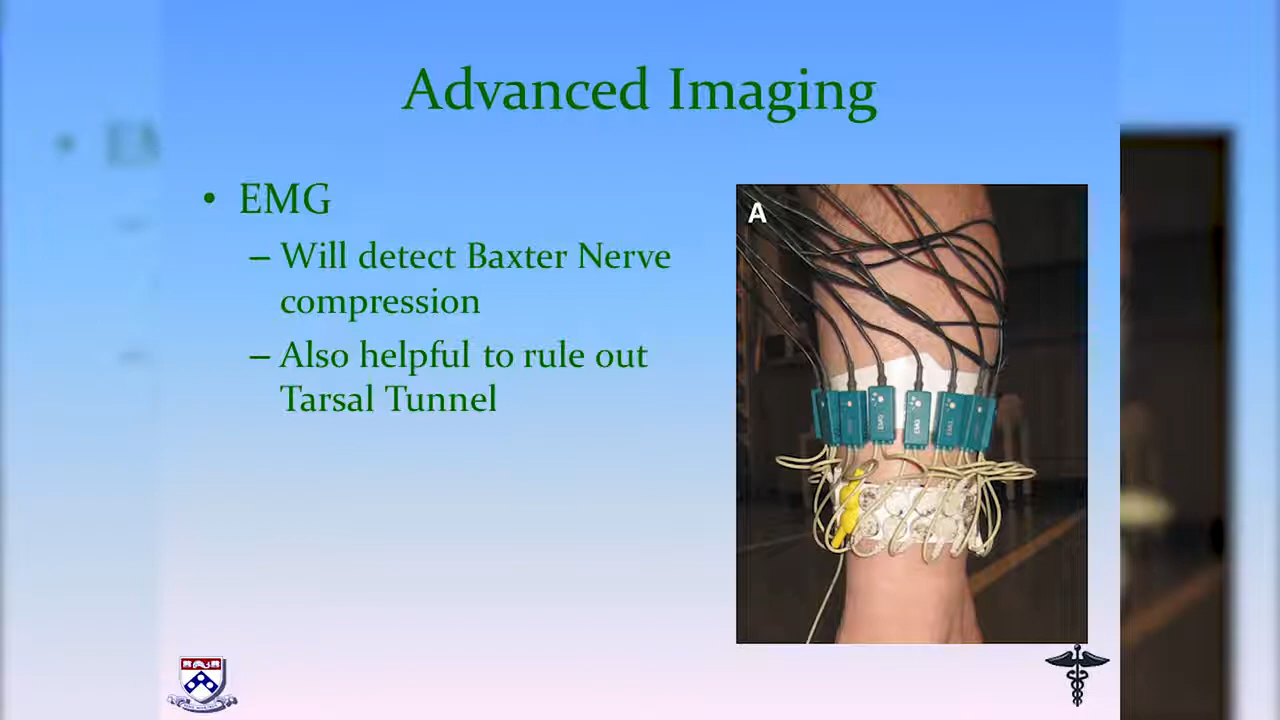 Advanced Imaging
• EMG
– Will detect Baxter Nerve
compression
– Also helpful to rule out
Tarsal Tunnel
A